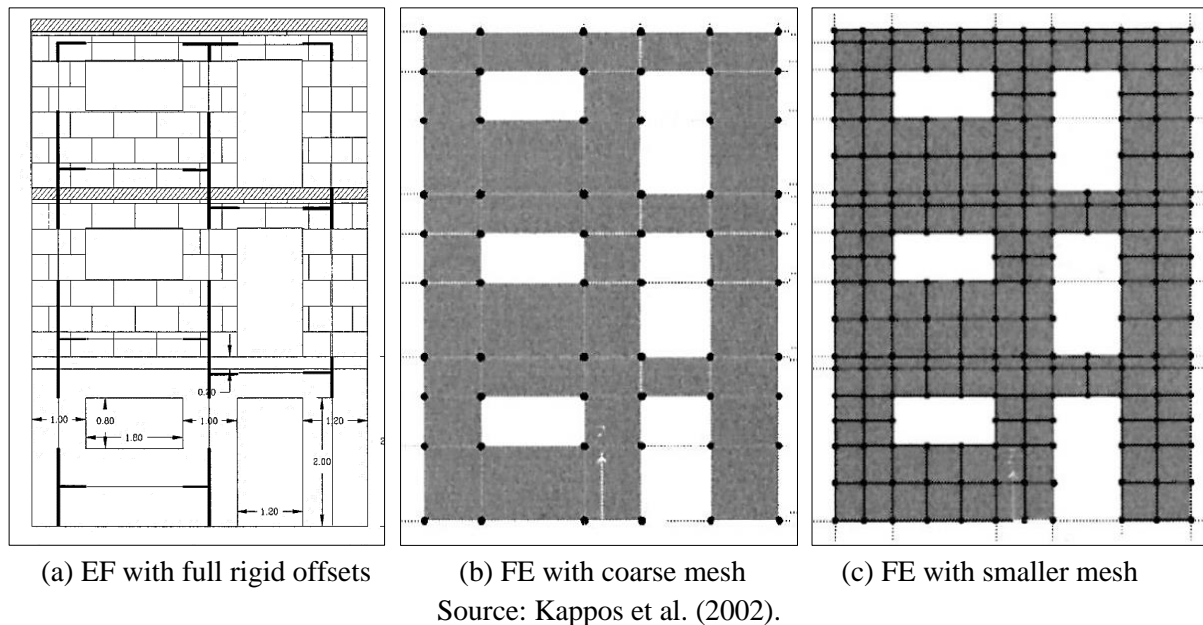 0.20
1.00
0.80
1.00
1.20
1.80
2.00
1.20
(a) EF with full rigid offsets
(b) FE with coarse mesh
(c) FE with smaller mesh
Source: Kappos et al. (2002).